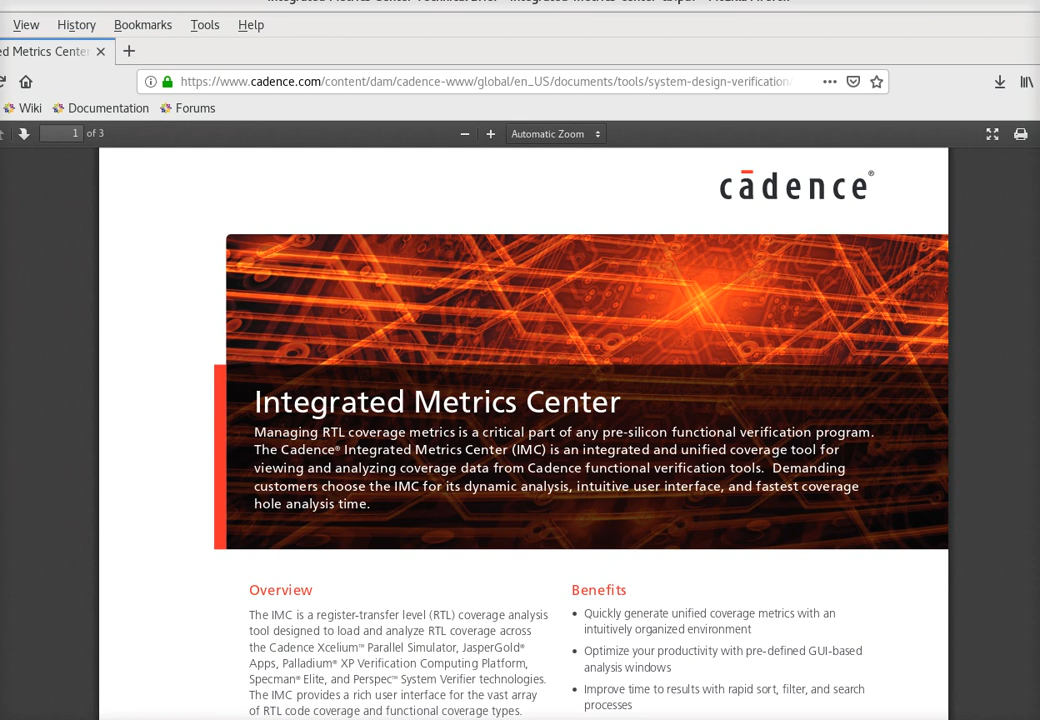 View History Bookmarks Tools Help
ed Metrics Center
https://www.cadence.com/content/dam/cadence-www/global/en_US/documents/tools/system-design-verification/
Wiki Documentation Forums
1 of 3 Automatic Zoom
cādence®
Integrated Metrics Center
Managing RTL coverage metrics is a critical part of any pre-silicon functional verification program.
The Cadence® Integrated Metrics Center (IMC) is an integrated and unified coverage tool for
viewing and analyzing coverage data from Cadence functional verification tools. Demanding
customers choose the IMC for its dynamic analysis, intuitive user interface, and fastest coverage
hole analysis time.
Overview
The IMC is a register-transfer level (RTL) coverage analysis
tool designed to load and analyze RTL coverage across
the Cadence Xcelium™ Parallel Simulator, JasperGold®
Apps, Palladium® XP Verification Computing Platform,
Specman® Elite, and Perspec™ System Verifier technologies.
The IMC provides a rich user interface for the vast array
of RTL code coverage and functional coverage types.
Benefits
• Quickly generate unified coverage metrics with an
intuitively organized environment
• Optimize your productivity with pre-defined GUI-based
analysis windows
• Improve time to results with rapid sort, filter, and search
processes